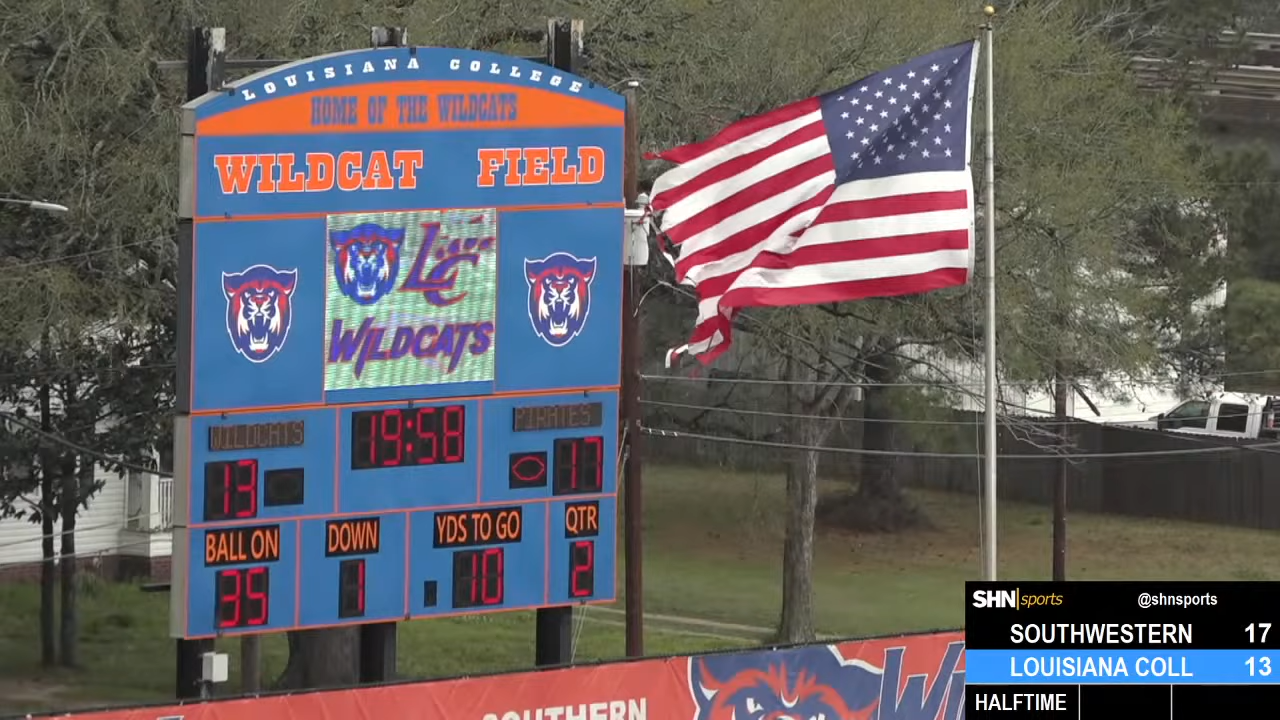 LOUISIANA COLLEGE
HOME OF THE WILDCATS
WILDCAT FIELD
LC
WILDCATS
WILDCATS 19:58 PIRATES
13 17
BALL ON DOWN YDS TO GO QTR
35 1 10 2
SOUTHERN
SHN sports @shnsports
SOUTHWESTERN 17
LOUISIANA COLL 13
HALFTIME